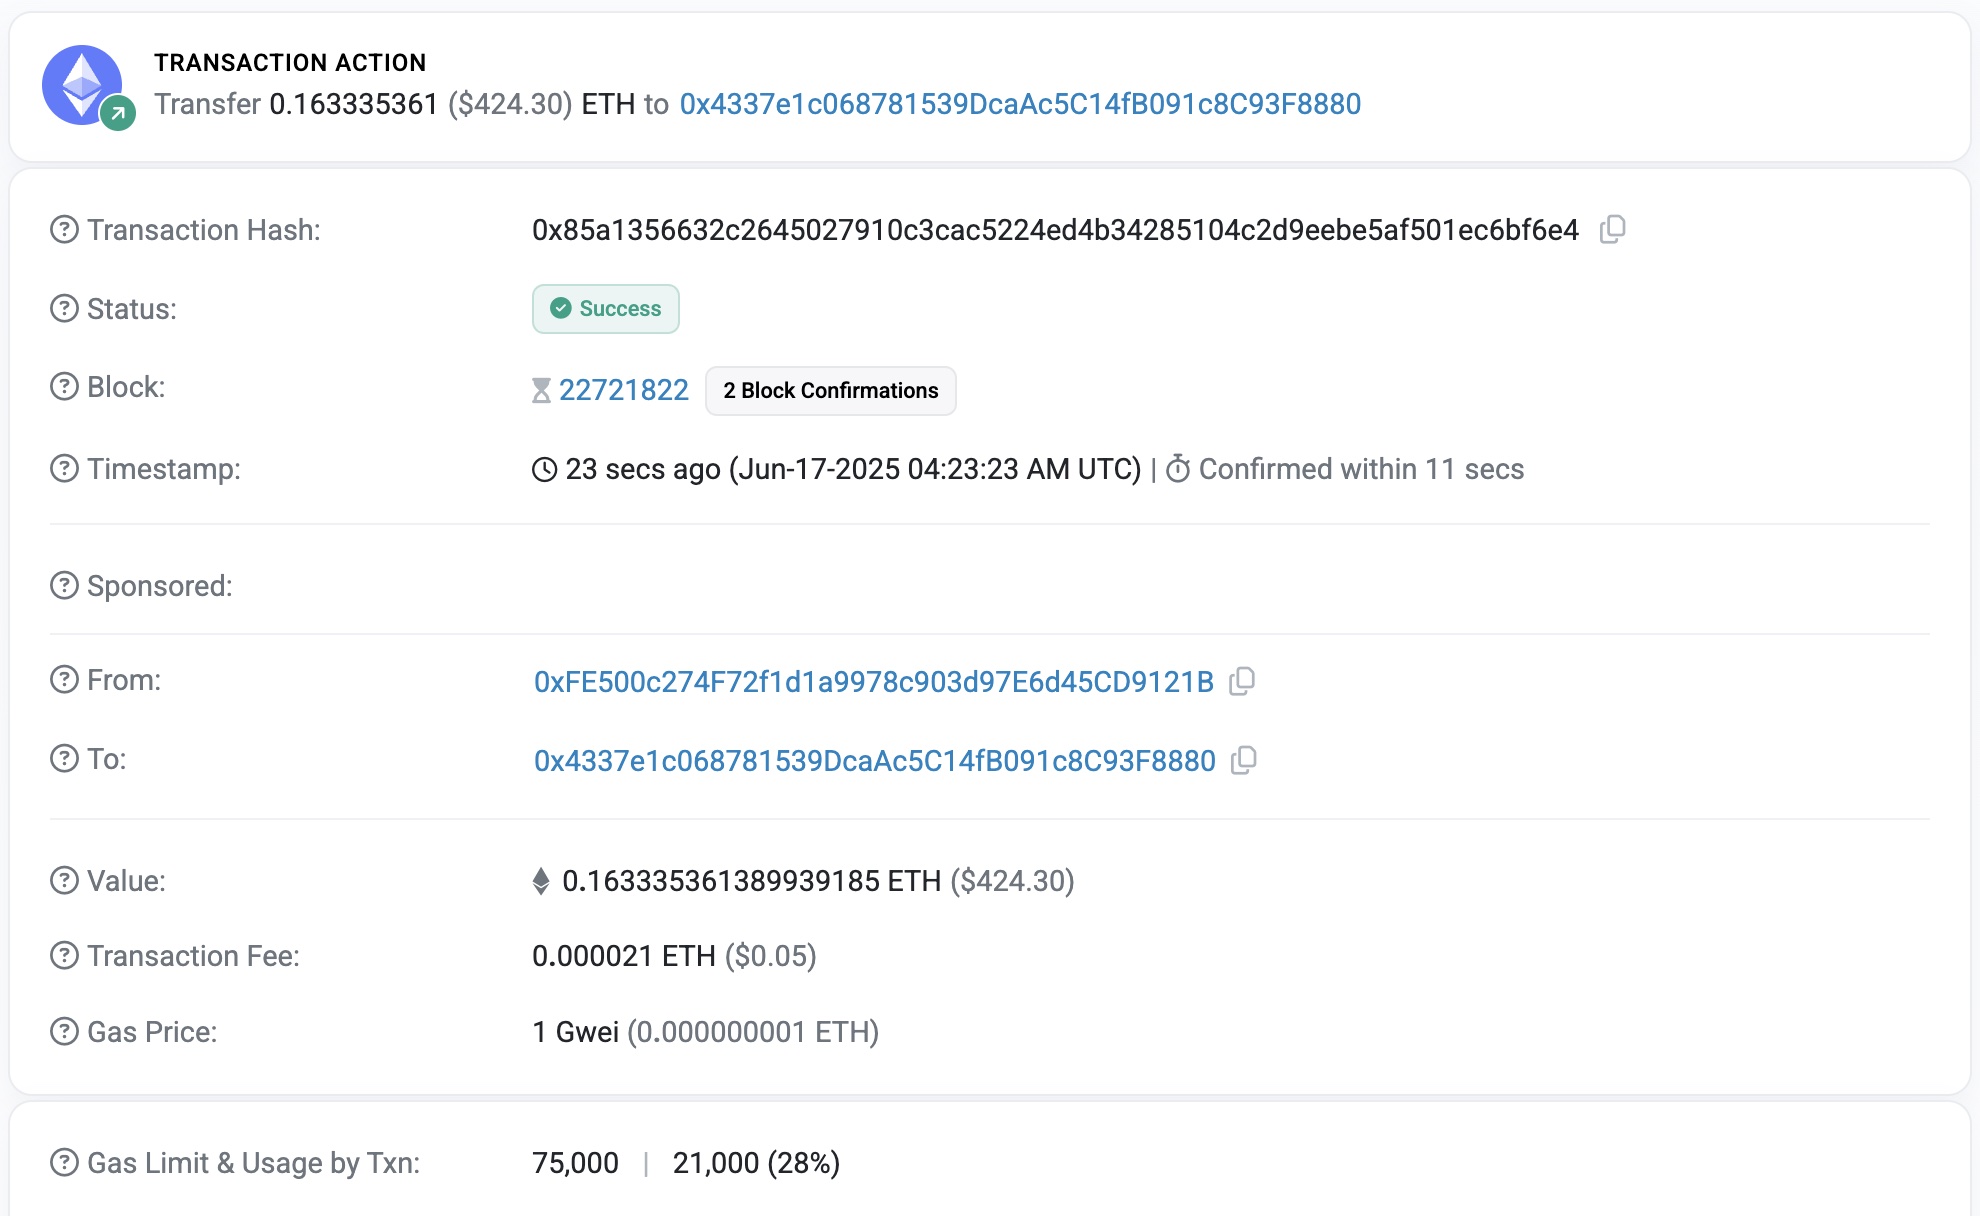 TRANSACTION ACTION
Transfer 0.163335361 ($424.30) ETH to 0x4337e1c068781539DcaAc5C14fB091c8C93F8880
Transaction Hash: 0x85a1356632c2645027910c3cac5224ed4b34285104c2d9eebe5af501ec6bf6e4
Status: Success
Block: 22721822 2 Block Confirmations
Timestamp: 23 secs ago (Jun-17-2025 04:23:23 AM UTC) | Confirmed within 11 secs
Sponsored:
From: 0xFE500c274F72f1d1a9978c903d97E6d45CD9121B
To: 0x4337e1c068781539DcaAc5C14fB091c8C93F8880
Value: 0.163335361389939185 ETH ($424.30)
Transaction Fee: 0.000021 ETH ($0.05)
Gas Price: 1 Gwei (0.000000001 ETH)
Gas Limit & Usage by Txn: 75,000 | 21,000 (28%)